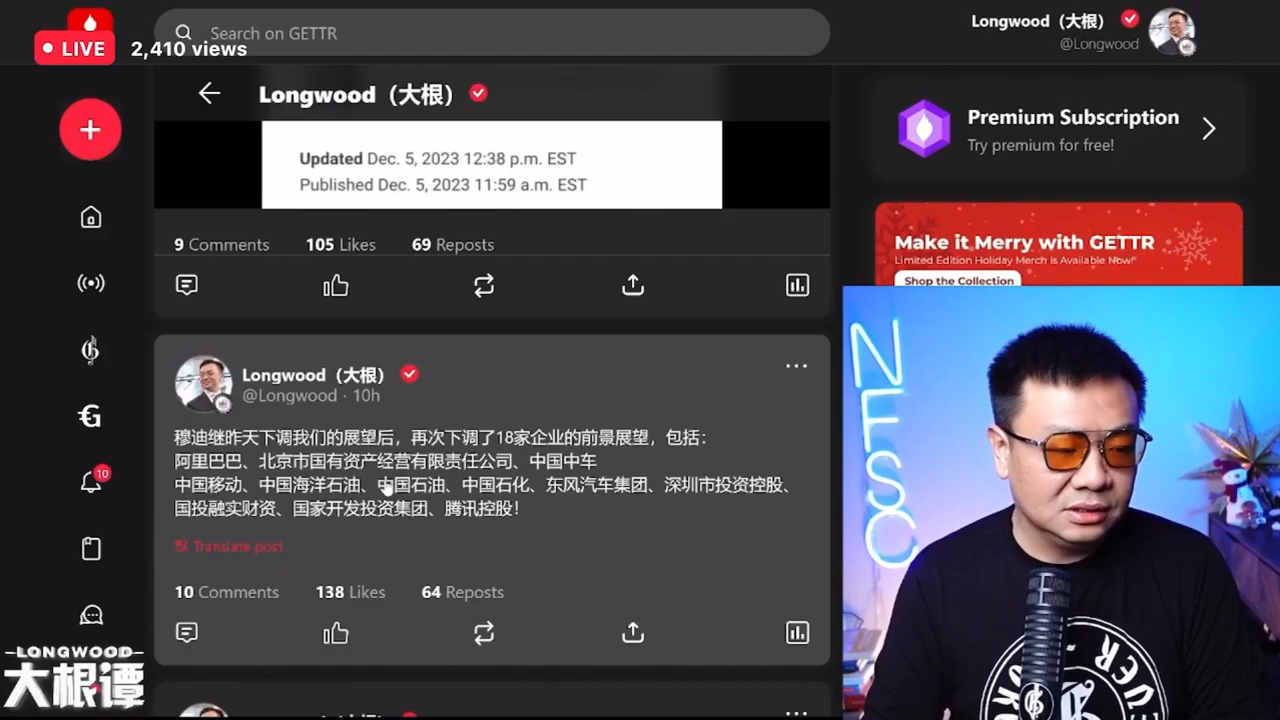 LIVE
2,410 views
Search on GETTR
Longwood（大根）
@Longwood
Longwood（大根）
Updated Dec. 5, 2023 12:38 p.m. EST
Published Dec. 5, 2023 11:59 a.m. EST
9 Comments 105 Likes 69 Reposts
Premium Subscription
Try premium for free!
Make it Merry with GETTR
Limited Edition Holiday Merch is Available Now!
Shop the Collection
Longwood（大根）
@Longwood · 10h
穆迪继昨天下调我们的展望后，再次下调了18家企业的前景展望，包括：
阿里巴巴、北京市国有资产经营有限责任公司、中国中车
中国移动、中国海洋石油、中国石油、中国石化、东风汽车集团、深圳市投资控股、
国投融实财资、国家开发投资集团、腾讯控股！
Translate post
10 Comments 138 Likes 64 Reposts
10
NFSC
LONGWOOD
大根谭